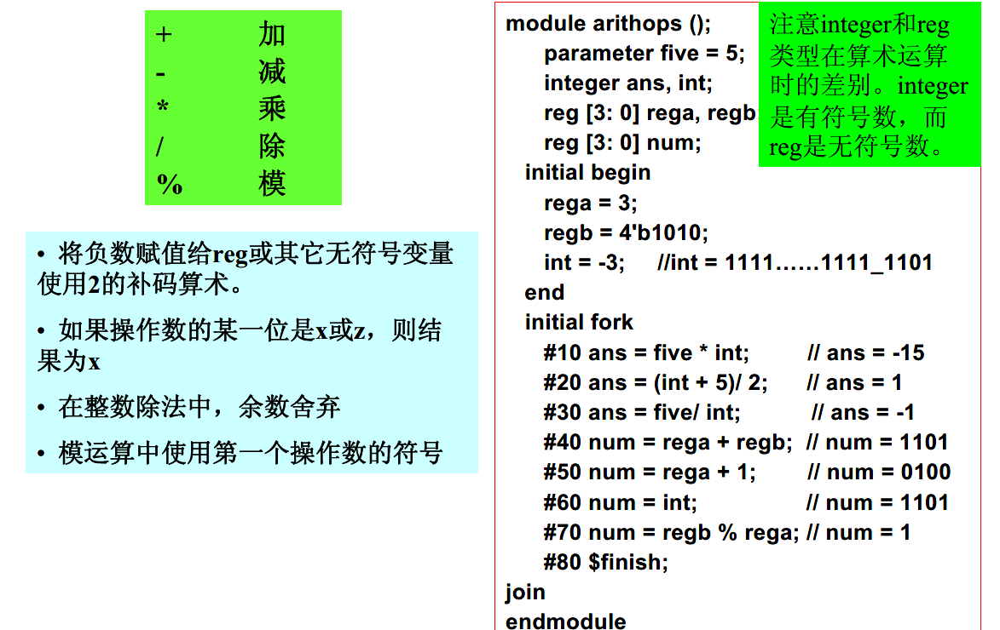 + 加
- 减
* 乘
/ 除
% 模
• 将负数赋值给reg或其它无符号变量
使用2的补码算术。
• 如果操作数的某一位是x或z，则结
果为x
• 在整数除法中，余数舍弃
• 模运算中使用第一个操作数的符号
module arithops ();
parameter five = 5;
integer ans, int;
reg [3: 0] rega, regb;
reg [3: 0] num;
initial begin
rega = 3;
regb = 4'b1010;
int = -3; //int = 1111……1111_1101
end
initial fork
#10 ans = five * int; // ans = -15
#20 ans = (int + 5)/ 2; // ans = 1
#30 ans = five/ int; // ans = -1
#40 num = rega + regb; // num = 1101
#50 num = rega + 1; // num = 0100
#60 num = int; // num = 1101
#70 num = regb % rega; // num = 1
#80 $finish;
join
endmodule
注意integer和reg
类型在算术运算
时的差别。integer
是有符号数，而
reg是无符号数。